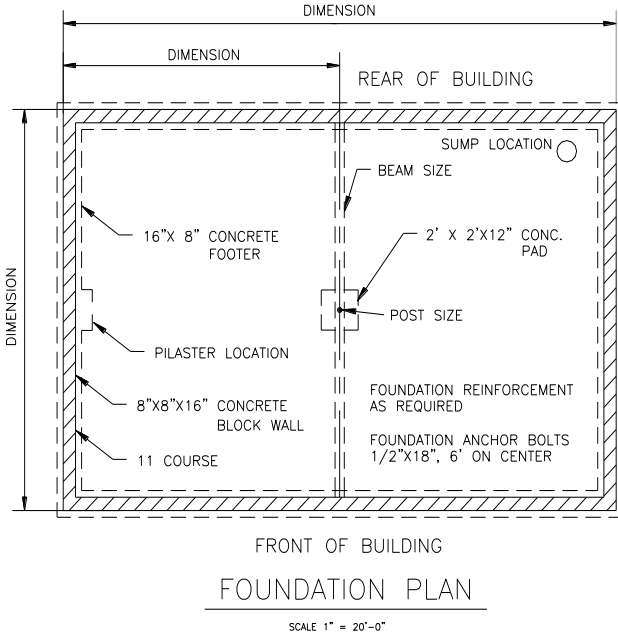 DIMENSION
DIMENSION
REAR OF BUILDING
SUMP LOCATION
BEAM SIZE
16"X 8" CONCRETE
FOOTER
2' X 2'X12" CONC.
PAD
DIMENSION
POST SIZE
PILASTER LOCATION
8"X8"X16" CONCRETE
BLOCK WALL
11 COURSE
FOUNDATION REINFORCEMENT
AS REQUIRED
FOUNDATION ANCHOR BOLTS
1/2"X18", 6' ON CENTER
FRONT OF BUILDING
FOUNDATION PLAN
SCALE 1" = 20'-0"